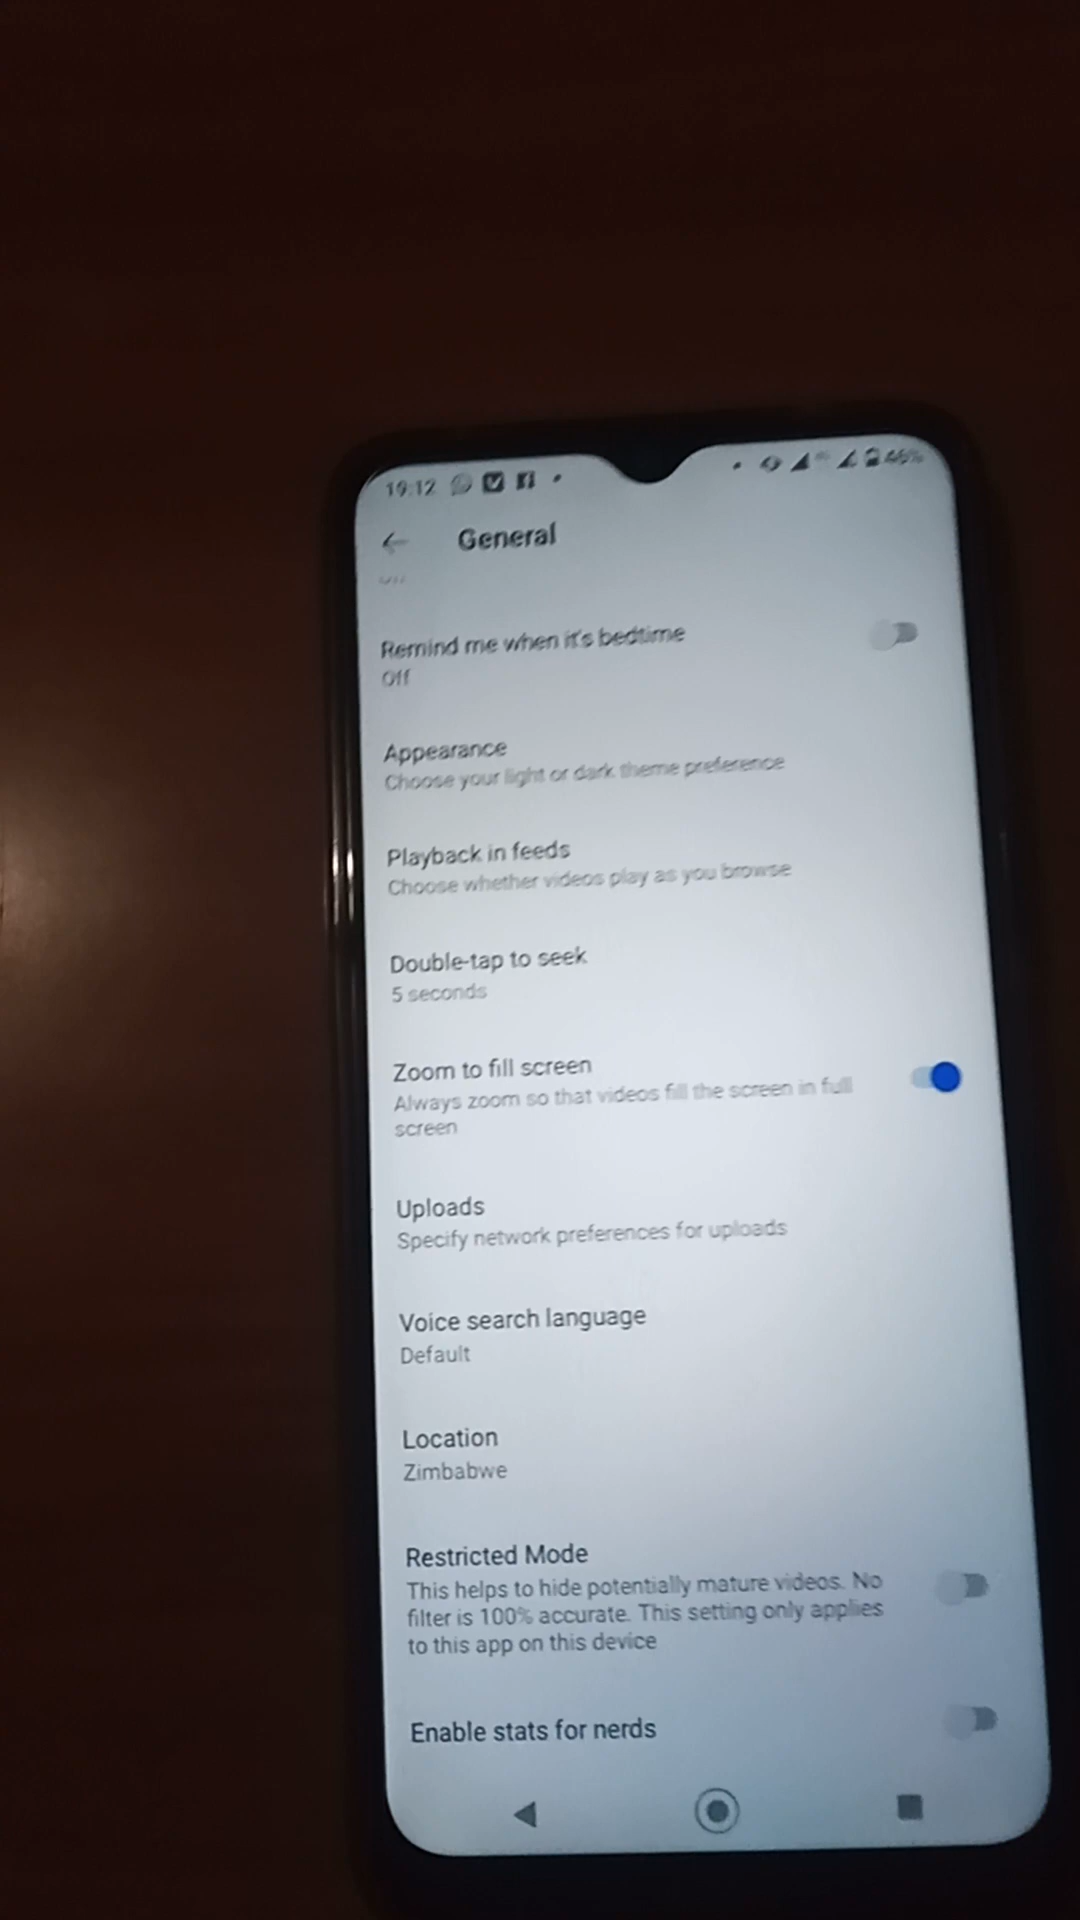 19:12 46%
General
Remind me when it's bedtime
Off
Appearance
Choose your light or dark theme preference
Playback in feeds
Choose whether videos play as you browse
Double-tap to seek
5 seconds
Zoom to fill screen
Always zoom so that videos fill the screen in full
screen
Uploads
Specify network preferences for uploads
Voice search language
Default
Location
Zimbabwe
Restricted Mode
This helps to hide potentially mature videos. No
filter is 100% accurate. This setting only applies
to this app on this device
Enable stats for nerds